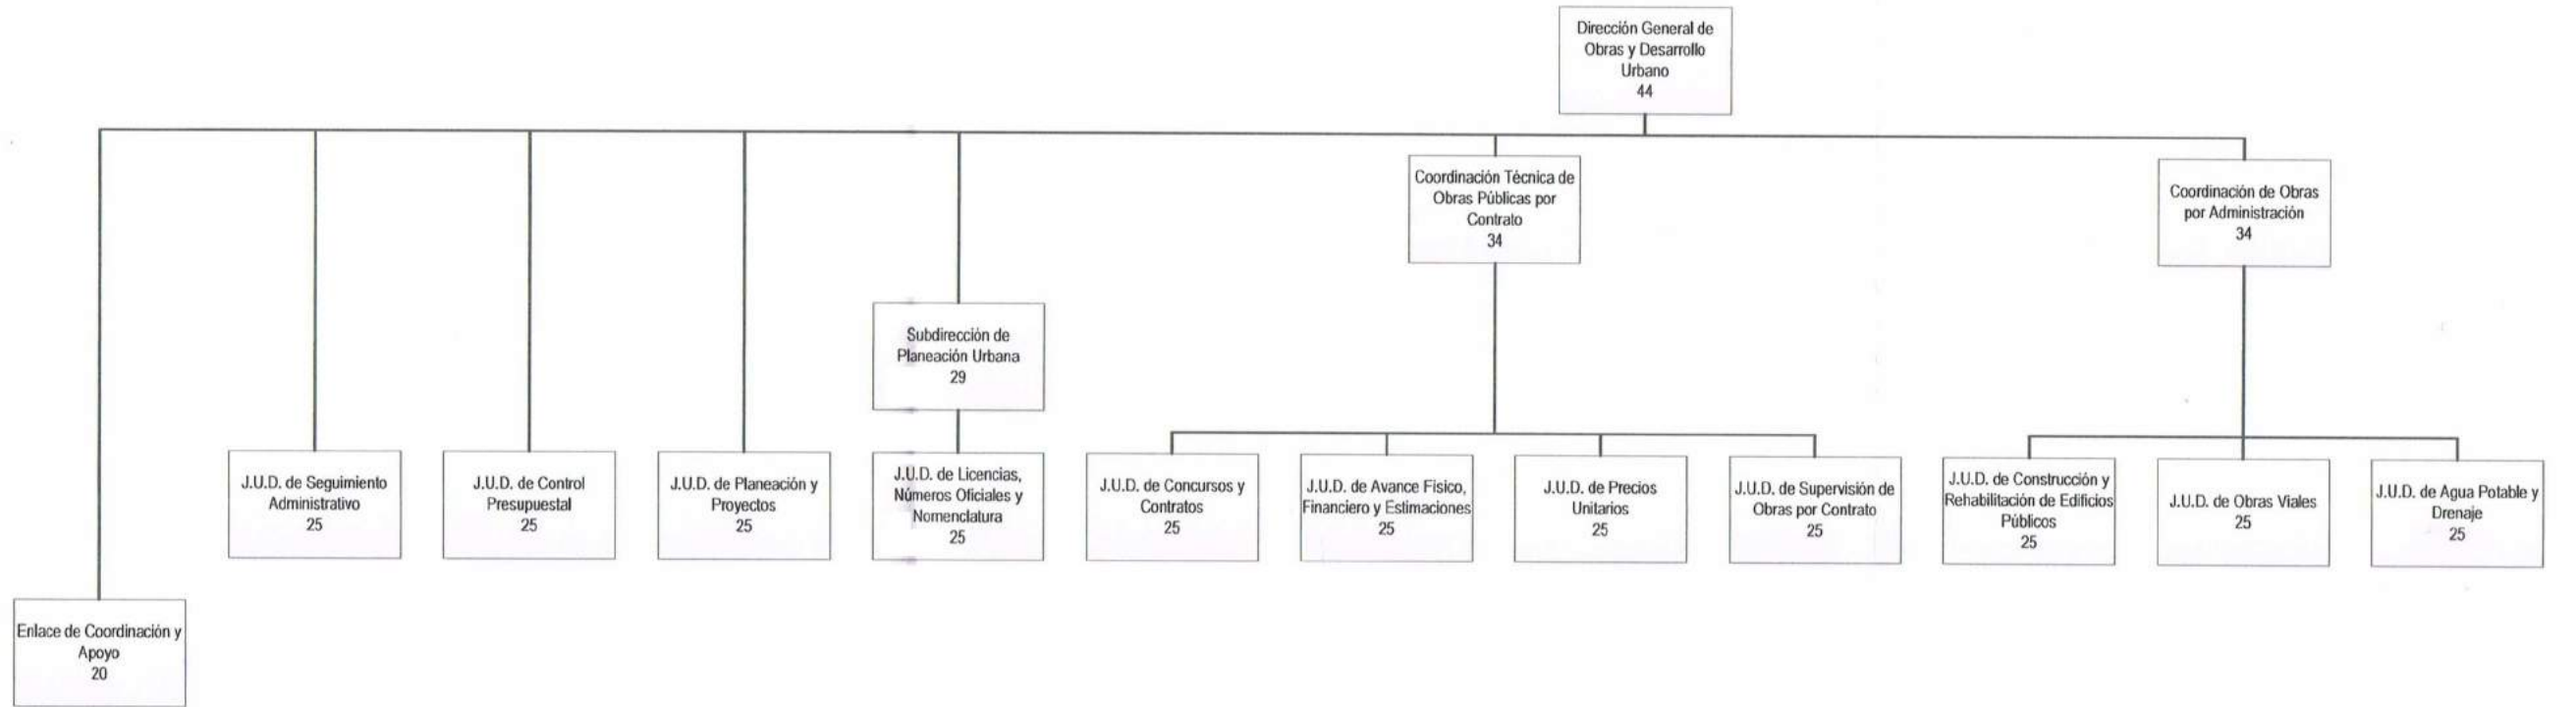 Dirección General de
Obras y Desarrollo
Urbano
44
Coordinación Técnica de
Obras Públicas por
Contrato
34
Coordinación de Obras
por Administración
34
Subdirección de
Planeación Urbana
29
J.U.D. de Seguimiento
Administrativo
25
J.U.D. de Control
Presupuestal
25
J.U.D. de Planeación y
Proyectos
25
J.U.D. de Licencias,
Números Oficiales y
Nomenclatura
25
J.U.D. de Concursos y
Contratos
25
J.U.D. de Avance Físico,
Financiero y Estimaciones
25
J.U.D. de Precios
Unitarios
25
J.U.D. de Supervisión de
Obras por Contrato
25
J.U.D. de Construcción y
Rehabilitación de Edificios
Públicos
25
J.U.D. de Obras Viales
25
J.U.D. de Agua Potable y
Drenaje
25
Enlace de Coordinación y
Apoyo
20